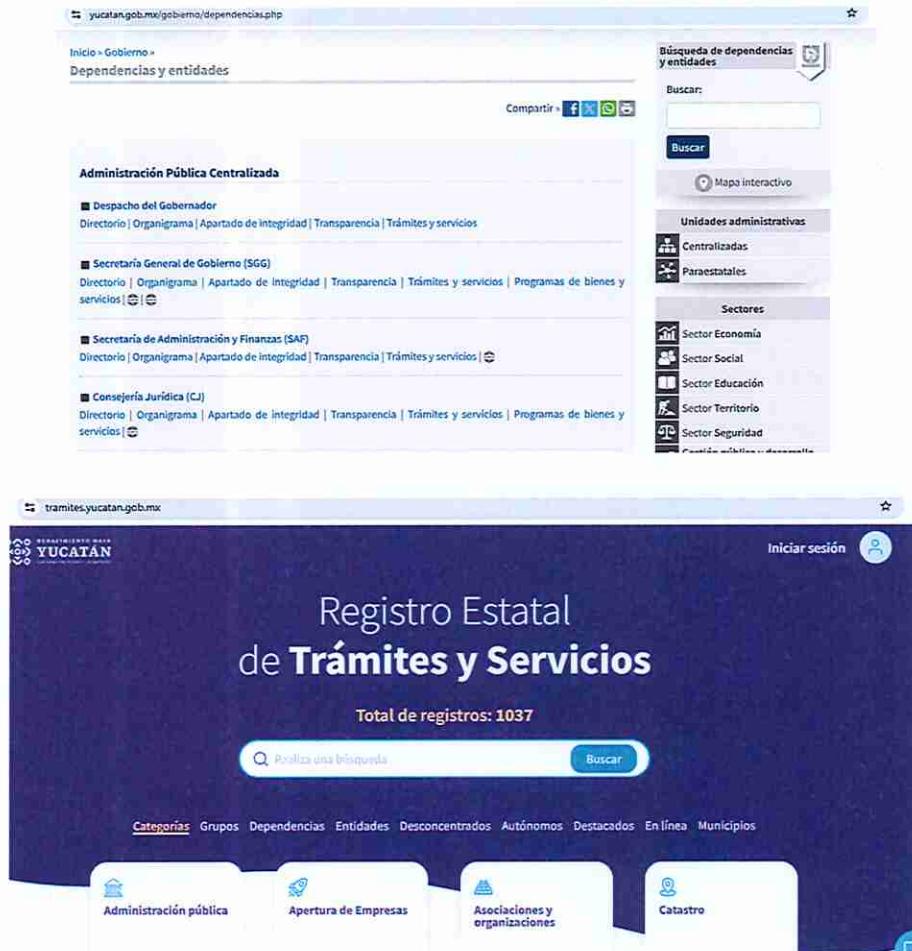 yucatan.gob.mx/gobierno/dependencias.php
Inicio » Gobierno »
Dependencias y entidades
Compartir »
Administración Pública Centralizada
Despacho del Gobernador
Directorio | Organigrama | Apartado de integridad | Transparencia | Trámites y servicios
Secretaría General de Gobierno (SGG)
Directorio | Organigrama | Apartado de integridad | Transparencia | Trámites y servicios | Programas de bienes y
servicios |
Secretaría de Administración y Finanzas (SAF)
Directorio | Organigrama | Apartado de integridad | Transparencia | Trámites y servicios |
Consejería Jurídica (CJ)
Directorio | Organigrama | Apartado de integridad | Transparencia | Trámites y servicios | Programas de bienes y
servicios |
Búsqueda de dependencias
y entidades
Buscar:
Buscar
Mapa interactivo
Unidades administrativas
Centralizadas
Paraestatales
Sectores
Sector Economía
Sector Social
Sector Educación
Sector Territorio
Sector Seguridad
Gestión pública y desarrollo
tramites.yucatan.gob.mx
RENACIMIENTO MAYA
YUCATÁN
Iniciar sesión
Registro Estatal
de Trámites y Servicios
Total de registros: 1037
Realiza una búsqueda
Buscar
Categorías Grupos Dependencias Entidades Desconcentrados Autónomos Destacados En línea Municipios
Administración pública
Apertura de Empresas
Asociaciones y
organizaciones
Catastro